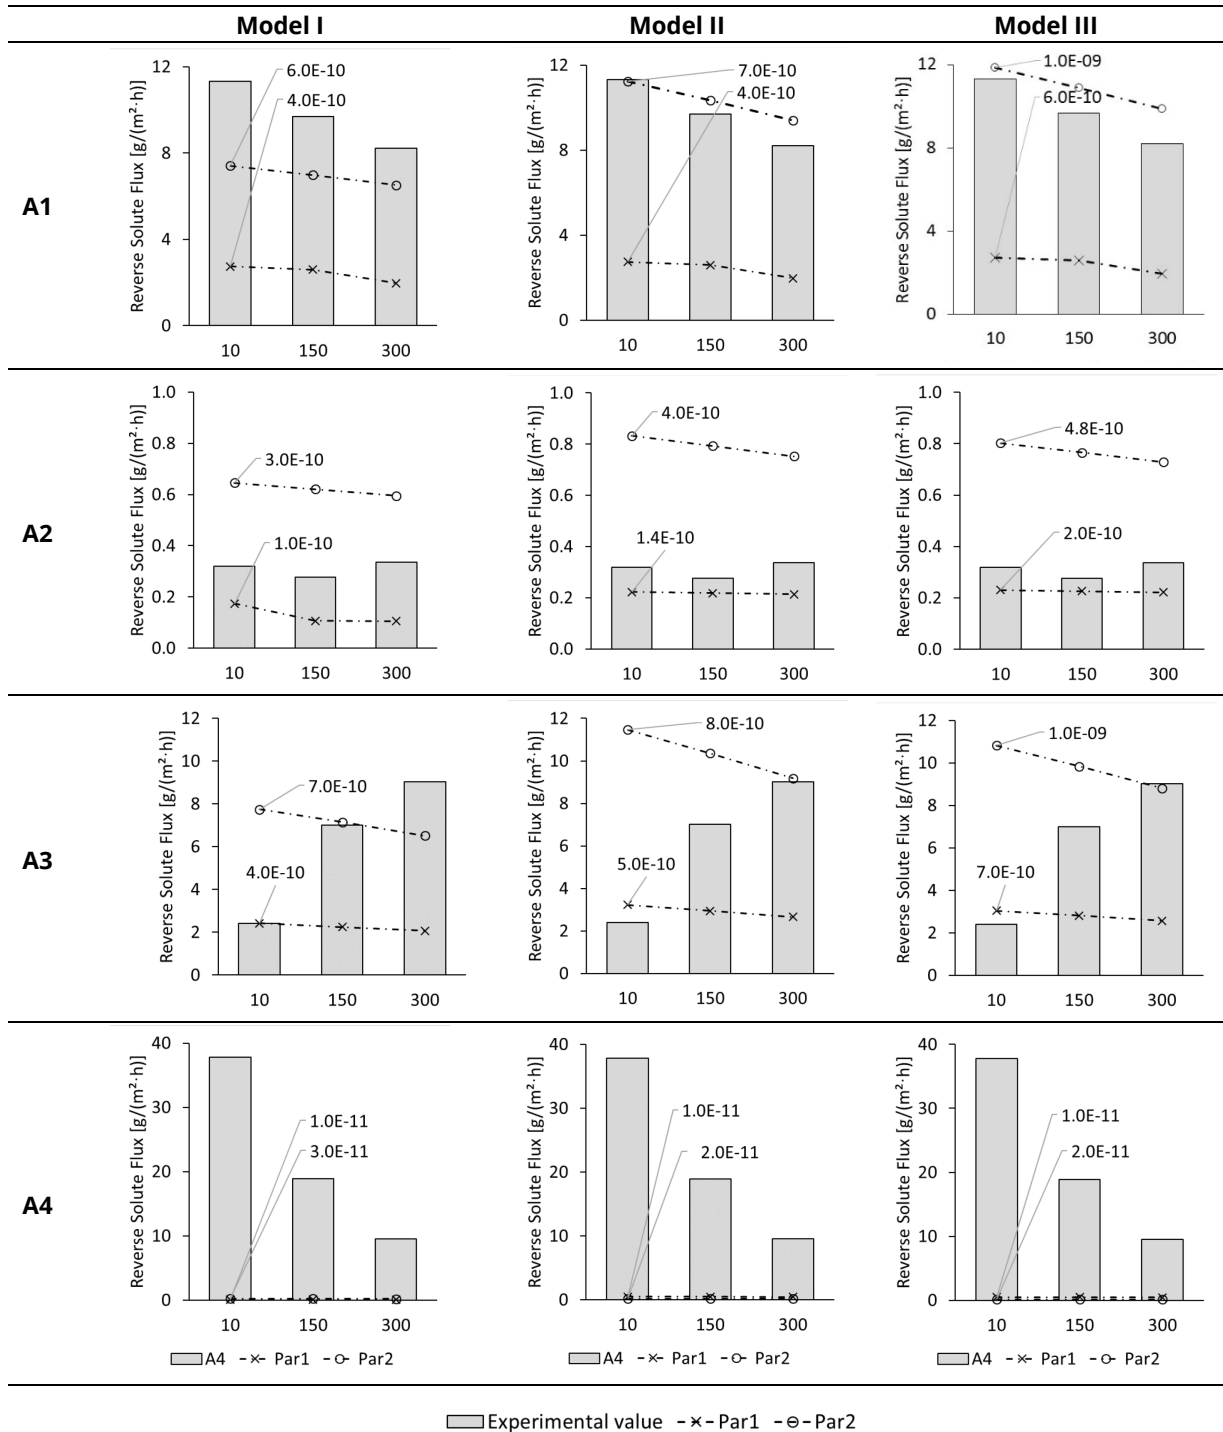 Model I Model II Model III
A1
Reverse Solute Flux [g/(m²·h)]
12
8
4
0
10 150 300
6.0E-10
4.0E-10
Reverse Solute Flux [g/(m²·h)]
12
8
4
0
10 150 300
7.0E-10
4.0E-10
Reverse Solute Flux [g/(m²·h)]
12
8
4
0
10 150 300
1.0E-09
6.0E-10
A2
Reverse Solute Flux [g/(m²·h)]
1.0
0.8
0.6
0.4
0.2
0.0
10 150 300
3.0E-10
1.0E-10
Reverse Solute Flux [g/(m²·h)]
1.0
0.8
0.6
0.4
0.2
0.0
10 150 300
4.0E-10
1.4E-10
Reverse Solute Flux [g/(m²·h)]
1.0
0.8
0.6
0.4
0.2
0.0
10 150 300
4.8E-10
2.0E-10
A3
Reverse Solute Flux [g/(m²·h)]
12
10
8
6
4
2
0
10 150 300
7.0E-10
4.0E-10
Reverse Solute Flux [g/(m²·h)]
12
10
8
6
4
2
0
10 150 300
8.0E-10
5.0E-10
Reverse Solute Flux [g/(m²·h)]
12
10
8
6
4
2
0
10 150 300
1.0E-09
7.0E-10
A4
Reverse Solute Flux [g/(m²·h)]
40
30
20
10
0
10 150 300
1.0E-11
3.0E-11
A4 Par1 Par2
Reverse Solute Flux [g/(m²·h)]
40
30
20
10
0
10 150 300
1.0E-11
2.0E-11
A4 Par1 Par2
Reverse Solute Flux [g/(m²·h)]
40
30
20
10
0
10 150 300
1.0E-11
2.0E-11
A4 Par1 Par2
Experimental value Par1 Par2